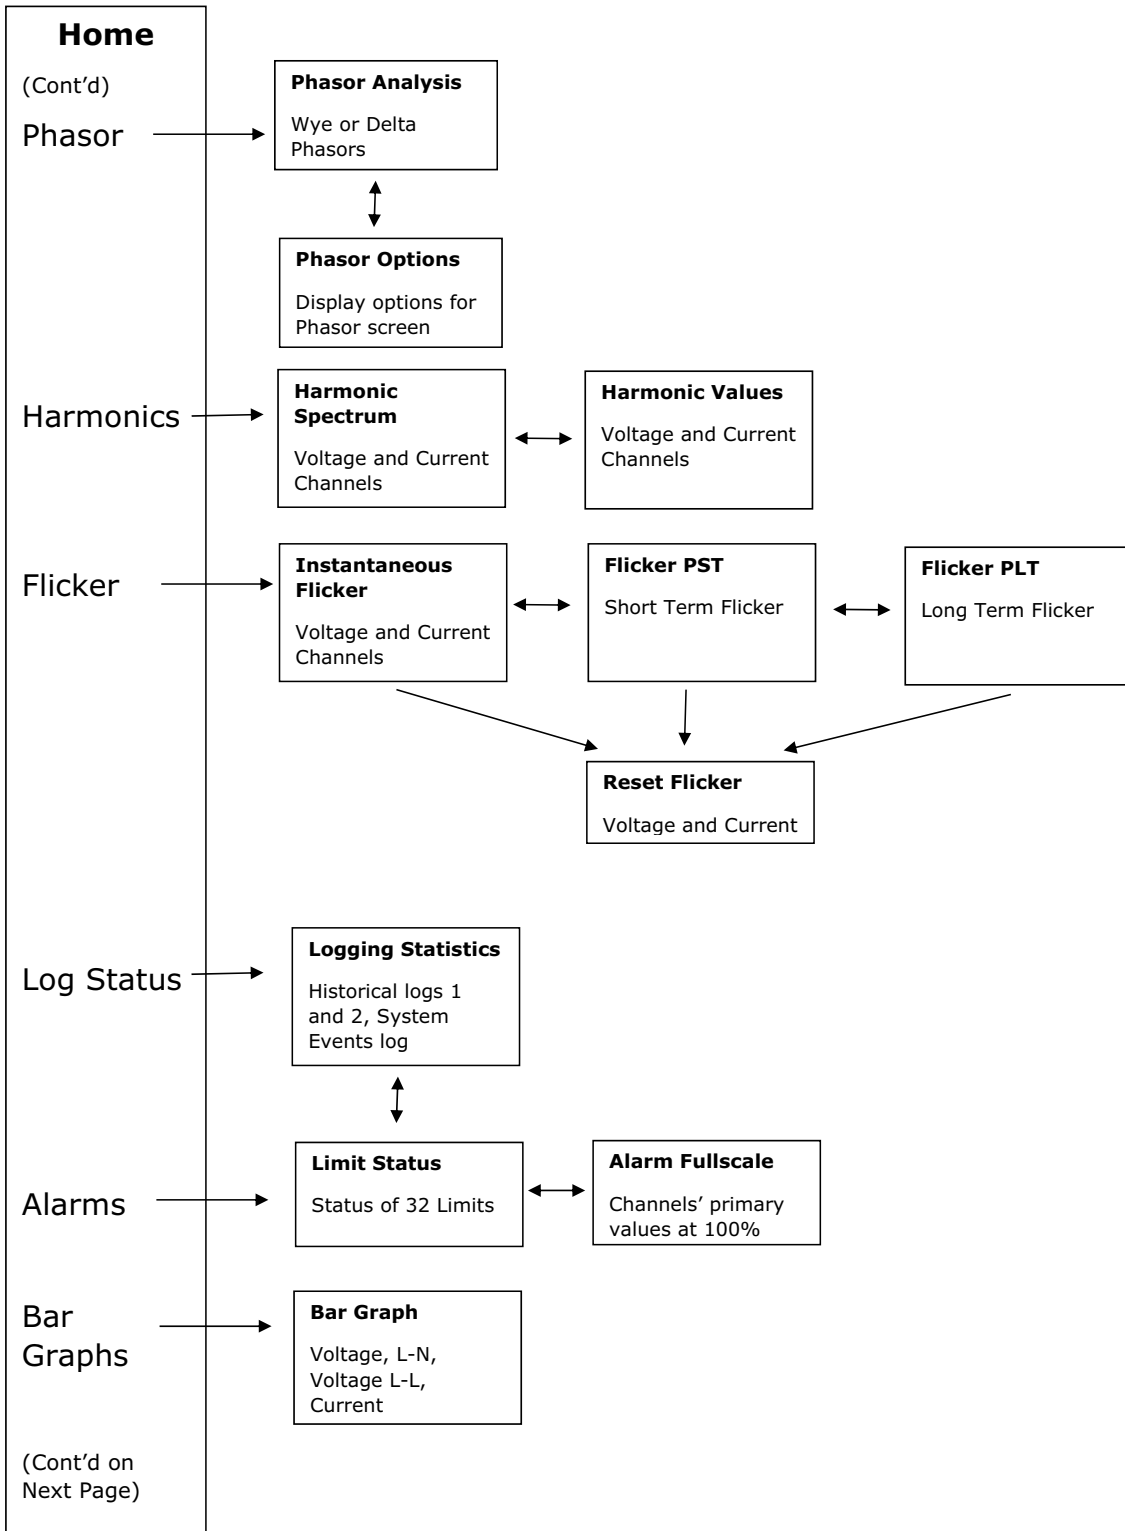 Home
(Cont’d)
Phasor
Phasor Analysis
Wye or Delta
Phasors
Phasor Options
Display options for
Phasor screen
Harmonics
Harmonic
Spectrum
Voltage and Current
Channels
Harmonic Values
Voltage and Current
Channels
Flicker
Instantaneous
Flicker
Voltage and Current
Channels
Flicker PST
Short Term Flicker
Flicker PLT
Long Term Flicker
Reset Flicker
Voltage and Current
Log Status
Logging Statistics
Historical logs 1
and 2, System
Events log
Alarms
Limit Status
Status of 32 Limits
Alarm Fullscale
Channels’ primary
values at 100%
Bar
Graphs
Bar Graph
Voltage, L-N,
Voltage L-L,
Current
(Cont’d on
Next Page)